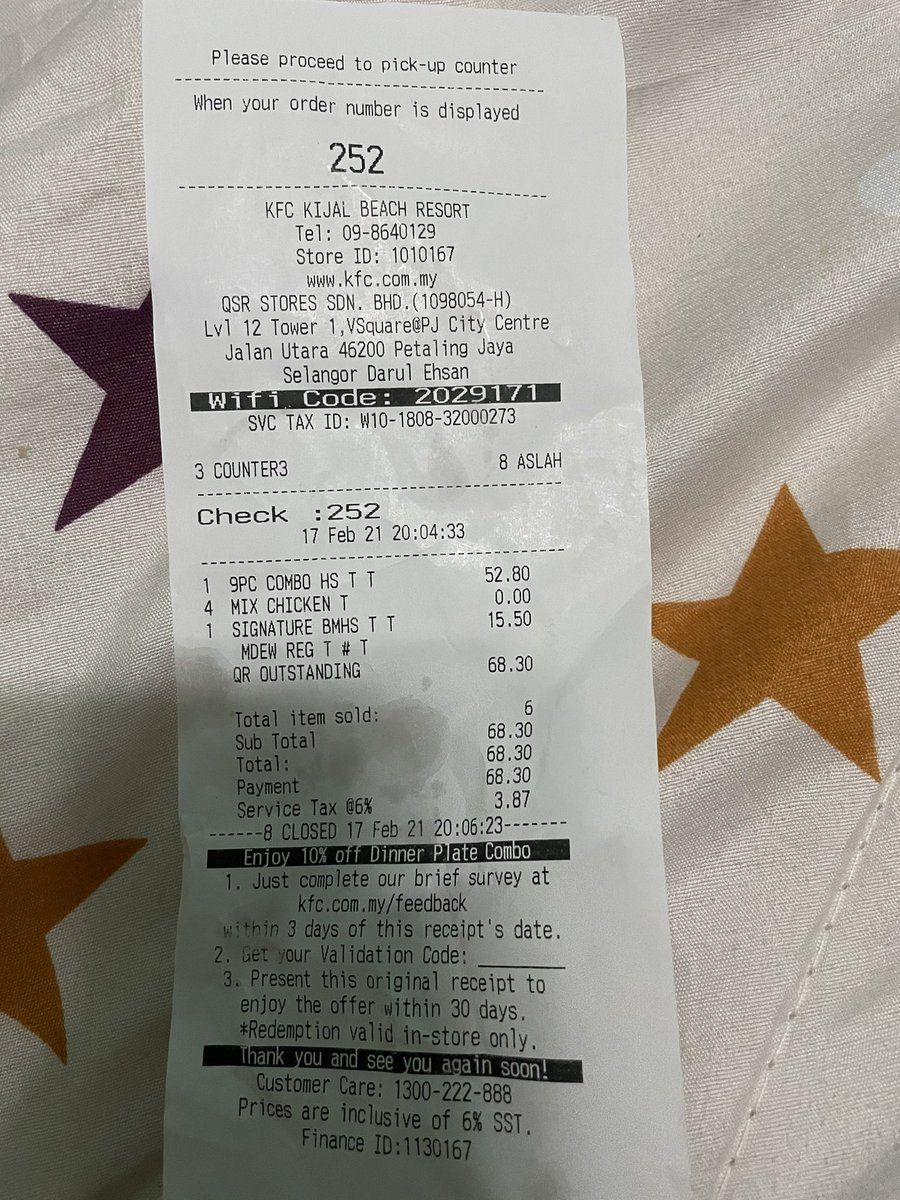 Please proceed to pick-up counter
When your order number is displayed
252
KFC KIJAL BEACH RESORT
Tel: 09-8640129
Store ID: 1010167
www.kfc.com.my
QSR STORES SDN. BHD.(1098054-H)
Lvl 12 Tower 1,VSquare@PJ City Centre
Jalan Utara 46200 Petaling Jaya
Selangor Darul Ehsan
Wifi Code: 2029171
SVC TAX ID: W10-1808-32000273
3 COUNTER3 8 ASLAH
Check :252
17 Feb 21 20:04:33
1 9PC COMBO HS T T 52.80
4 MIX CHICKEN T 0.00
1 SIGNATURE BMHS T T 15.50
MDEW REG T # T
QR OUTSTANDING 68.30
Total item sold: 6
Sub Total 68.30
Total: 68.30
Payment 68.30
Service Tax @6% 3.87
------8 CLOSED 17 Feb 21 20:06:23-------
Enjoy 10% off Dinner Plate Combo
1. Just complete our brief survey at
kfc.com.my/feedback
within 3 days of this receipt's date.
2. Get your Validation Code: ________
3. Present this original receipt to
enjoy the offer within 30 days.
*Redemption valid in-store only.
Thank you and see you again soon!
Customer Care: 1300-222-888
Prices are inclusive of 6% SST.
Finance ID:1130167